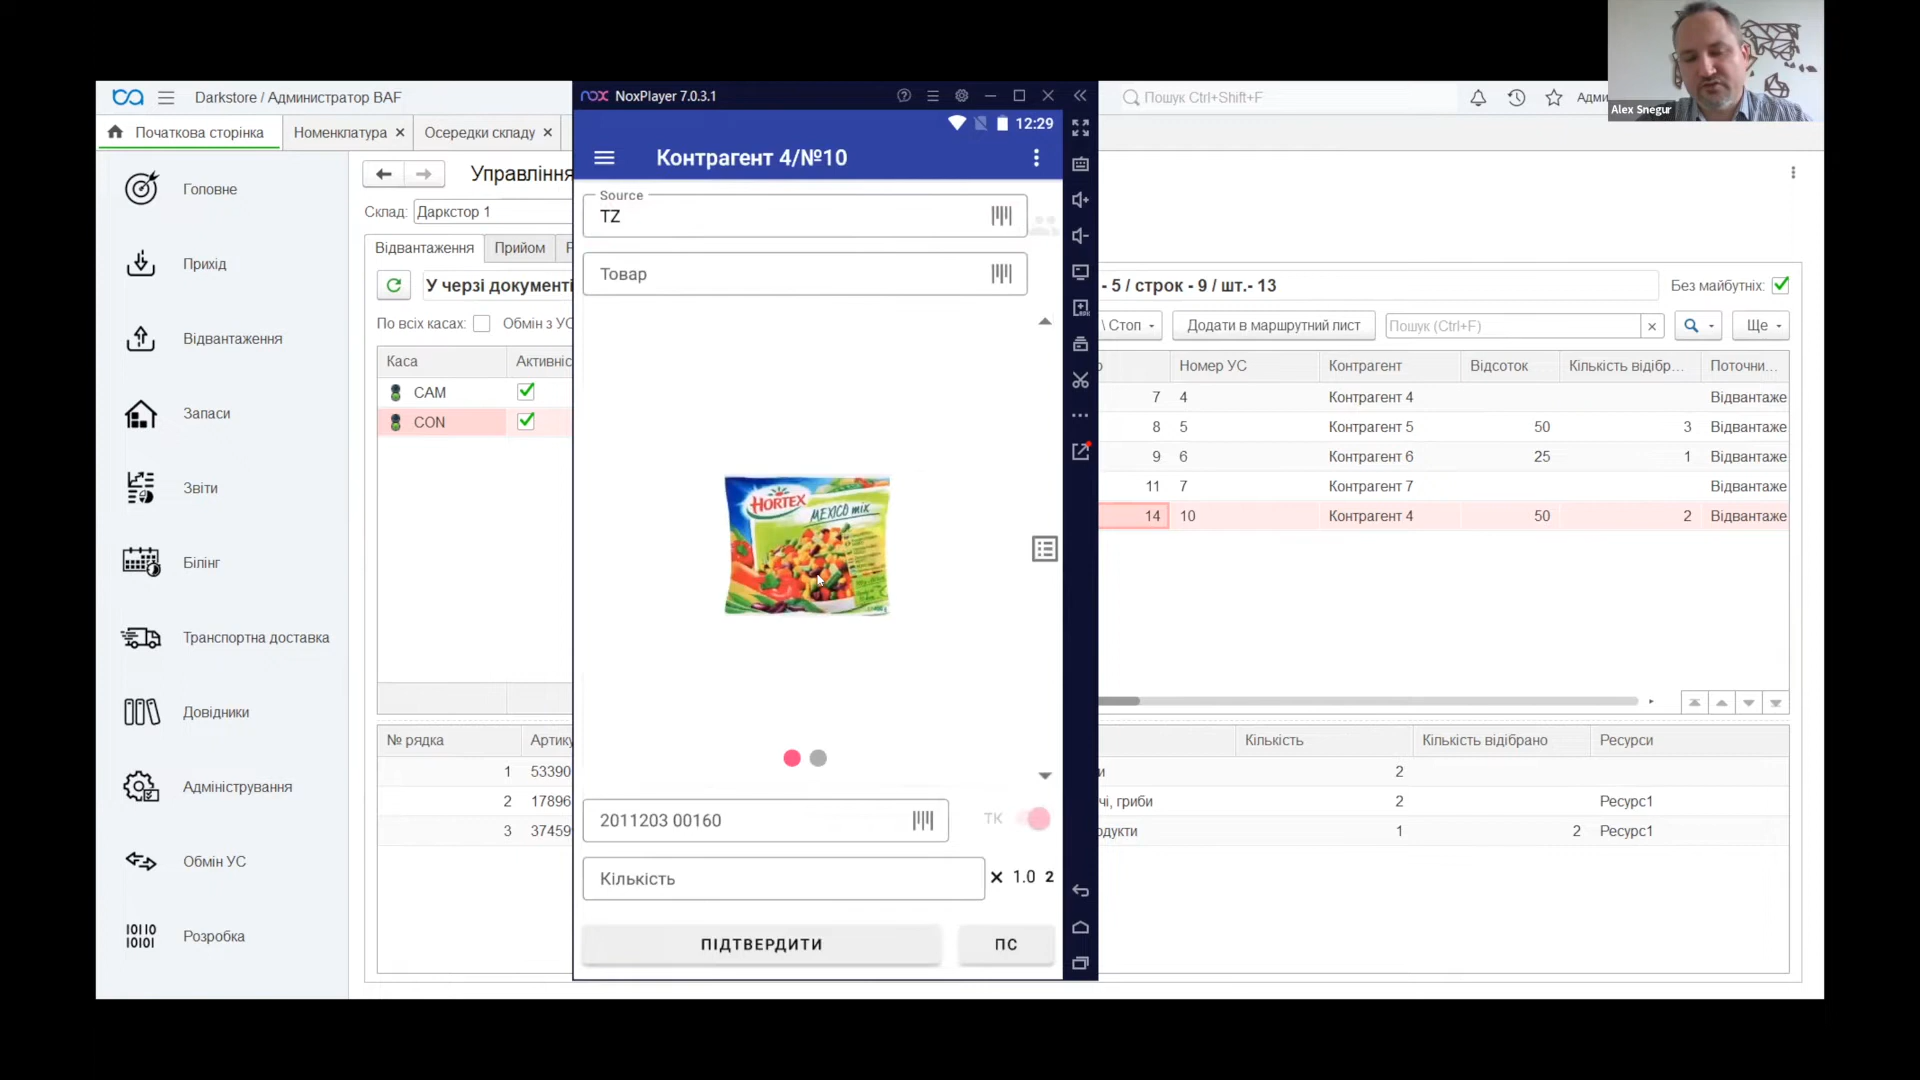 Alex Snegur
Darkstore / Администратор BAF
NoxPlayer 7.0.3.1
Пошук Ctrl+Shift+F
Адми
Початкова сторінка
Номенклатура
Осередки складу
12:29
Контрагент 4/№10
Головне
Прихід
Відвантаження
Запаси
Звіти
Білінг
Транспортна доставка
Довідники
Адміністрування
Обмін УС
Розробка
Управління
Склад:
Даркстор 1
Відвантаження
Прийом
У черзі документі
По всіх касах:
Обмін з УС
Каса
Активніс
CAM
CON
№ рядка
Артику
1 53390
2 17896
3 37459
Source
TZ
Товар
HORTEX
MEXICO mix
2011203 00160
ТК
Кількість
1.0 2
ПІДТВЕРДИТИ
ПС
- 5 / строк - 9 / шт.- 13
Без майбутніх:
\ Стоп
Додати в маршрутний лист
Пошук (Ctrl+F)
Ще
Номер УС Контрагент Відсоток Кількість відібр... Поточни...
7 4 Контрагент 4 Відвантаже
8 5 Контрагент 5 50 3 Відвантаже
9 6 Контрагент 6 25 1 Відвантаже
11 7 Контрагент 7 Відвантаже
14 10 Контрагент 4 50 2 Відвантаже
Кількість Кількість відібрано Ресурси
и 2
чі, гриби 2 Ресурс1
одукти 1 2 Ресурс1